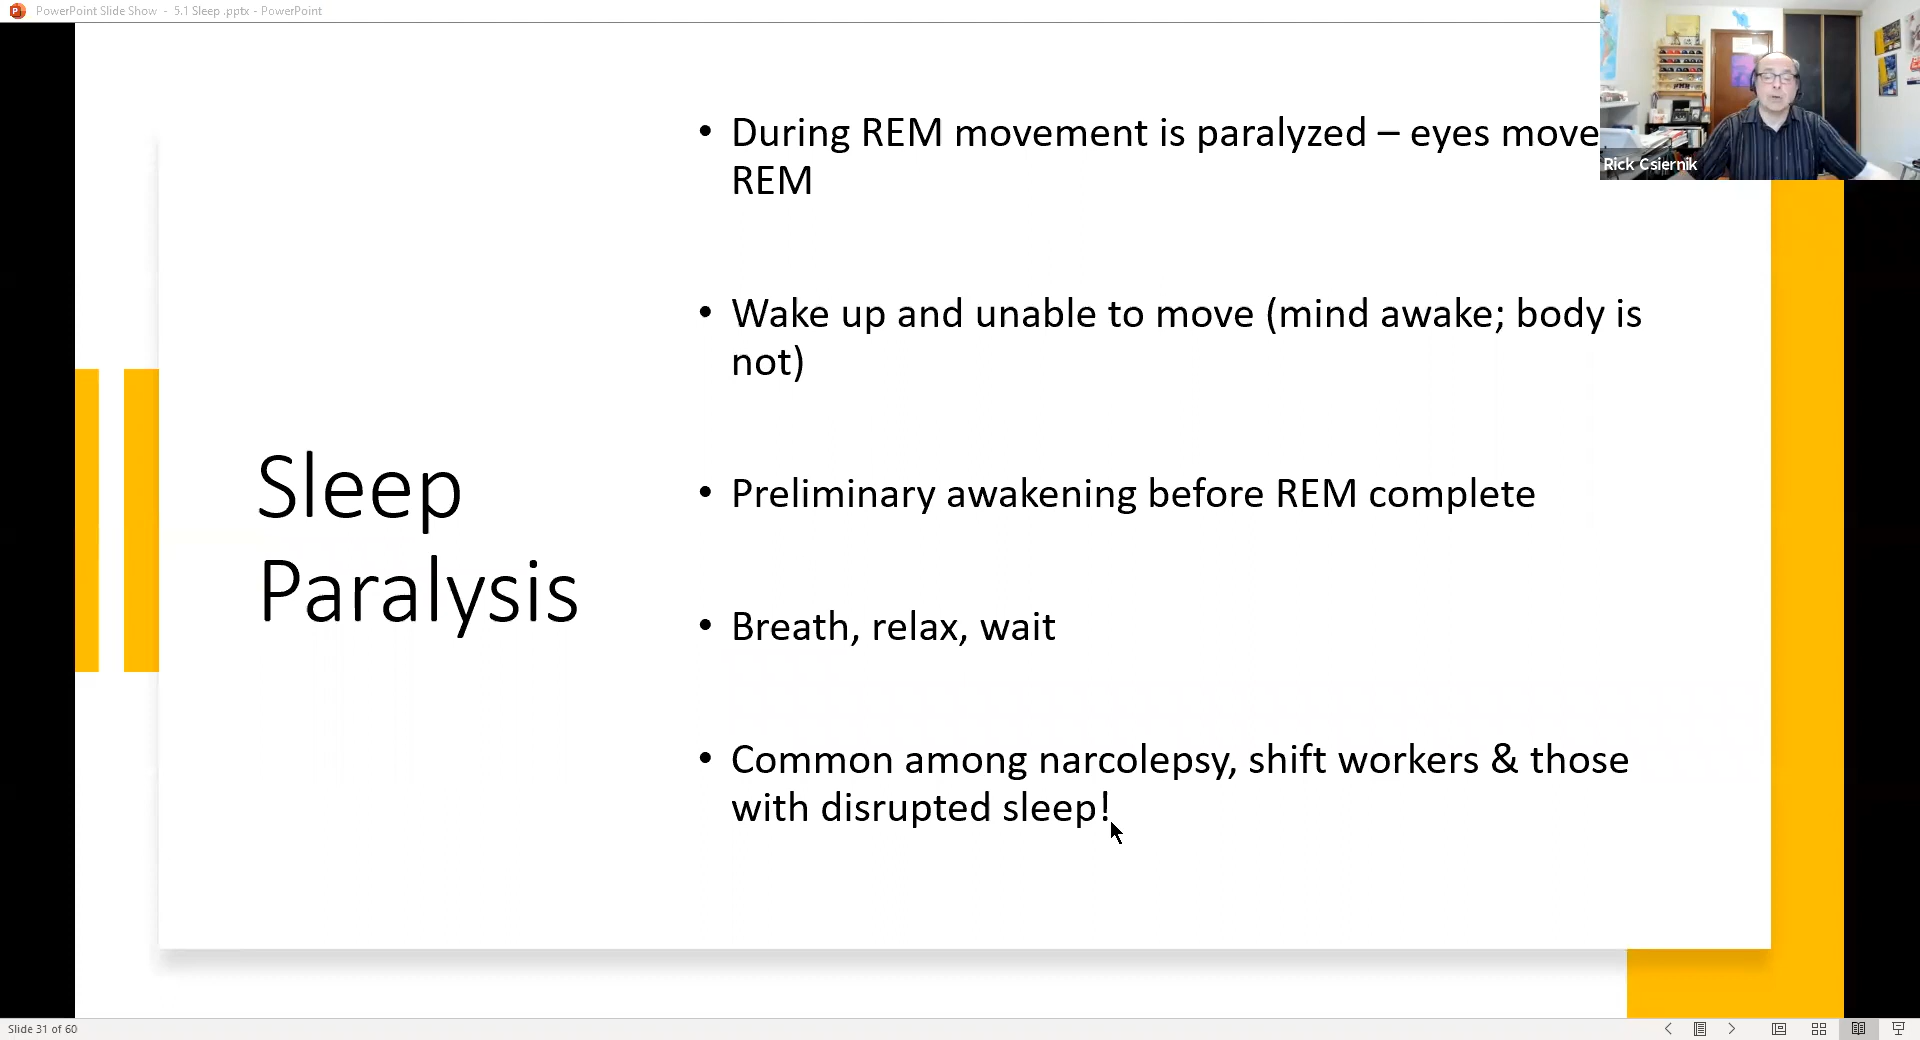 PowerPoint Slide Show - 5.1 Sleep .pptx - PowerPoint
Rick Csiernik
Sleep
Paralysis
• During REM movement is paralyzed – eyes move
REM
• Wake up and unable to move (mind awake; body is
not)
• Preliminary awakening before REM complete
• Breath, relax, wait
• Common among narcolepsy, shift workers & those
with disrupted sleep!
Slide 31 of 60